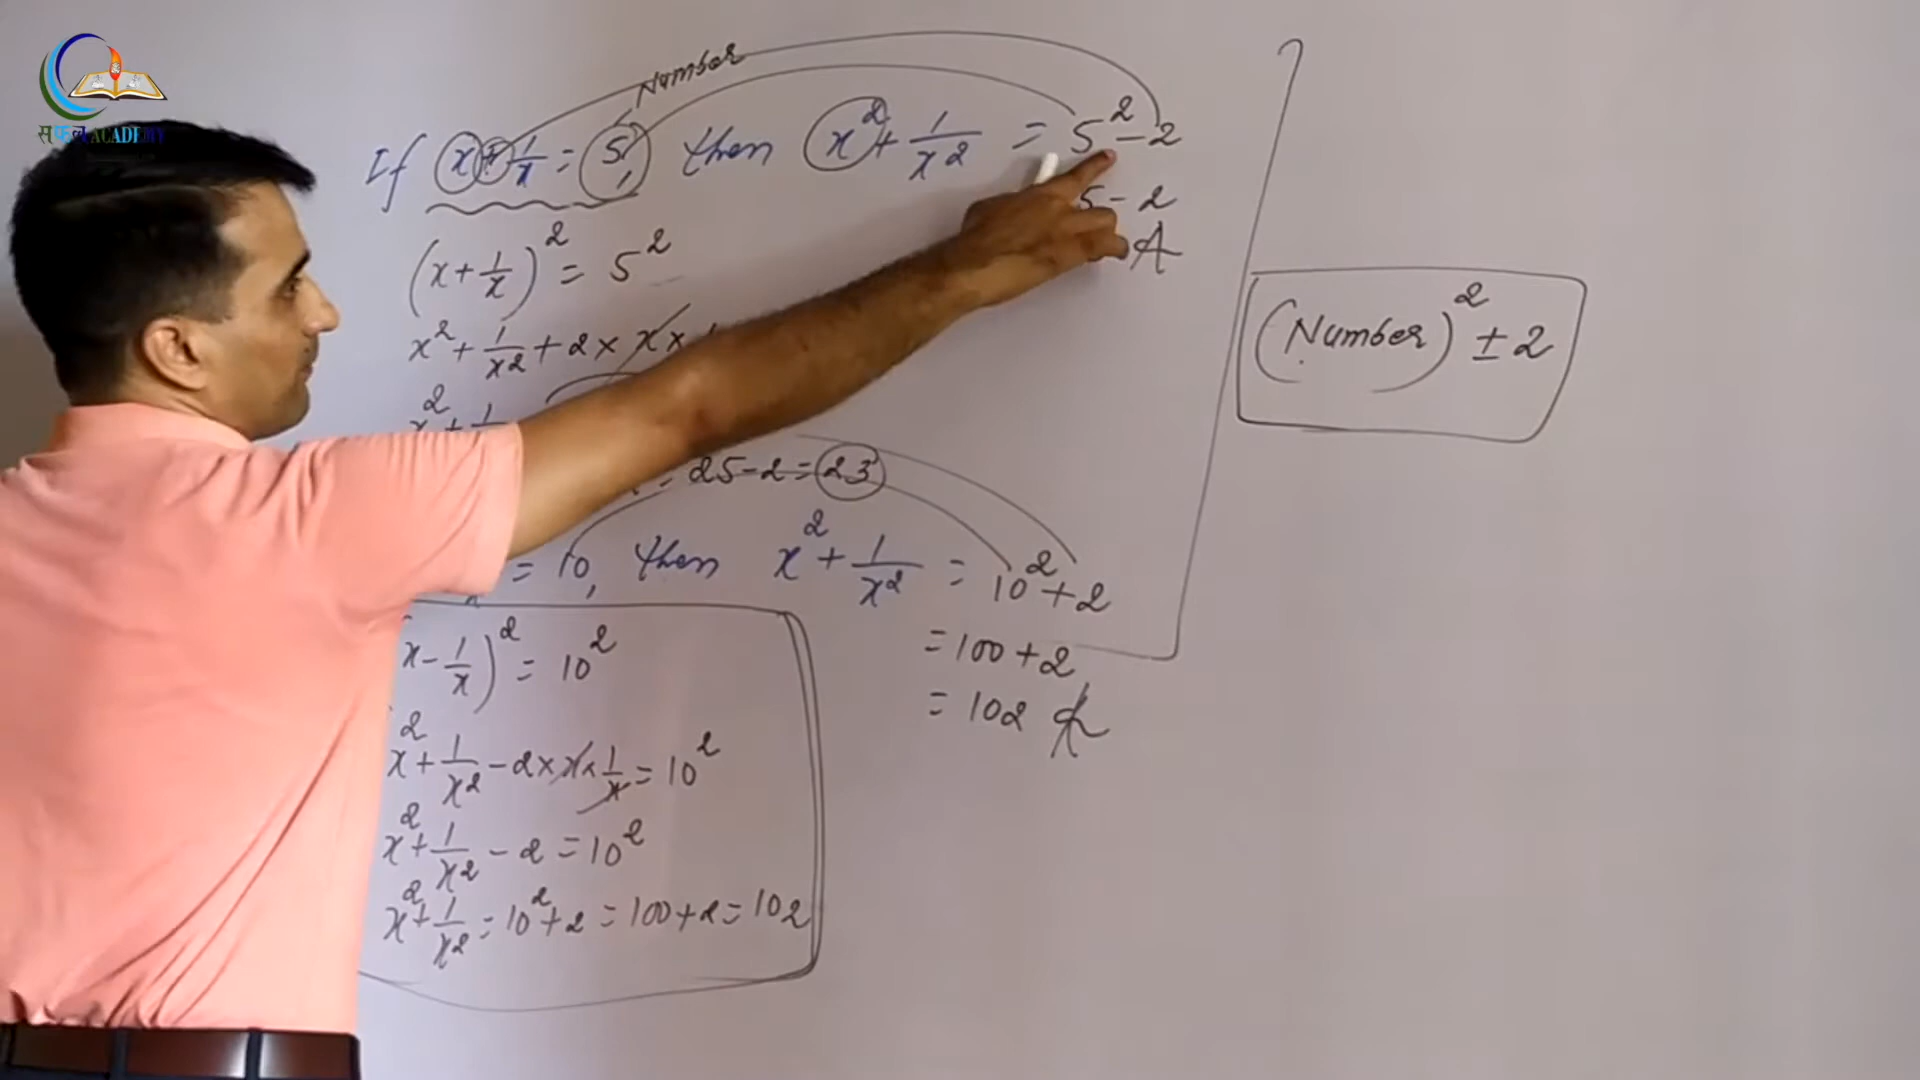 सफल ACADEMY
Number
If x + 1/x = 5, then x² + 1/x² = 5² - 2
5 - 2
(x + 1/x)² = 5²
x² + 1/x² + 2 × x ×
x² + 1
25 - 2 = 23
(Number)² ± 2
= 10, then x² + 1/x² = 10² + 2
= 100 + 2
= 102
x - 1/x)² = 10²
x² + 1/x² - 2 × x × 1/x = 10²
x² + 1/x² - 2 = 10²
x² + 1/x² = 10² + 2 = 100 + 2 = 102